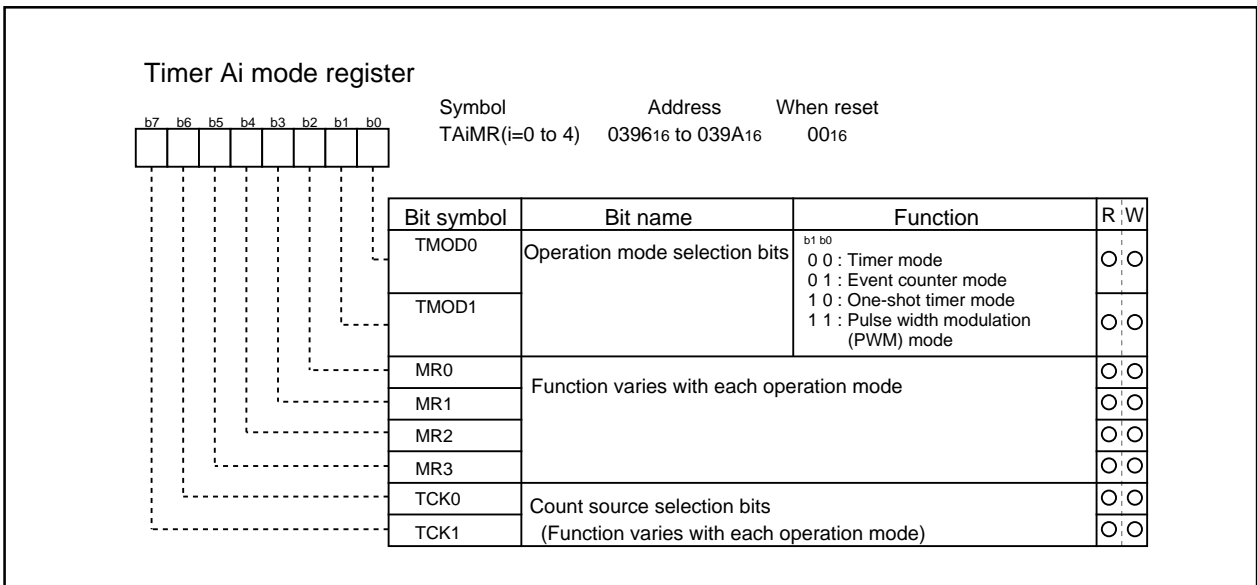 Timer Ai mode register
Symbol Address When reset
b7 b6 b5 b4 b3 b2 b1 b0
TAiMR(i=0 to 4) 039616 to 039A16 0016
Bit symbol Bit name Function R W
TMOD0 Operation mode selection bits b1 b0
0 0 : Timer mode
0 1 : Event counter mode
TMOD1 1 0 : One-shot timer mode
1 1 : Pulse width modulation
(PWM) mode
MR0 Function varies with each operation mode
MR1
MR2
MR3
TCK0 Count source selection bits
TCK1 (Function varies with each operation mode)